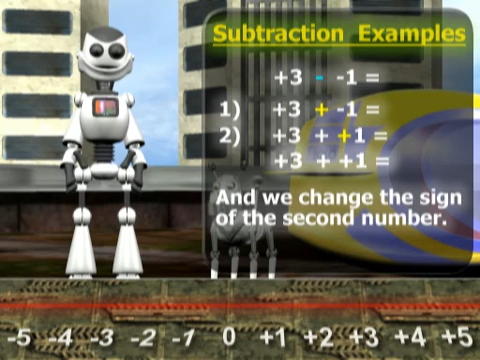 Subtraction Examples
+3 - -1 =
1) +3 + -1 =
2) +3 + +1 =
+3 + +1 =
And we change the sign
of the second number.
-5 -4 -3 -2 -1 0 +1 +2 +3 +4 +5